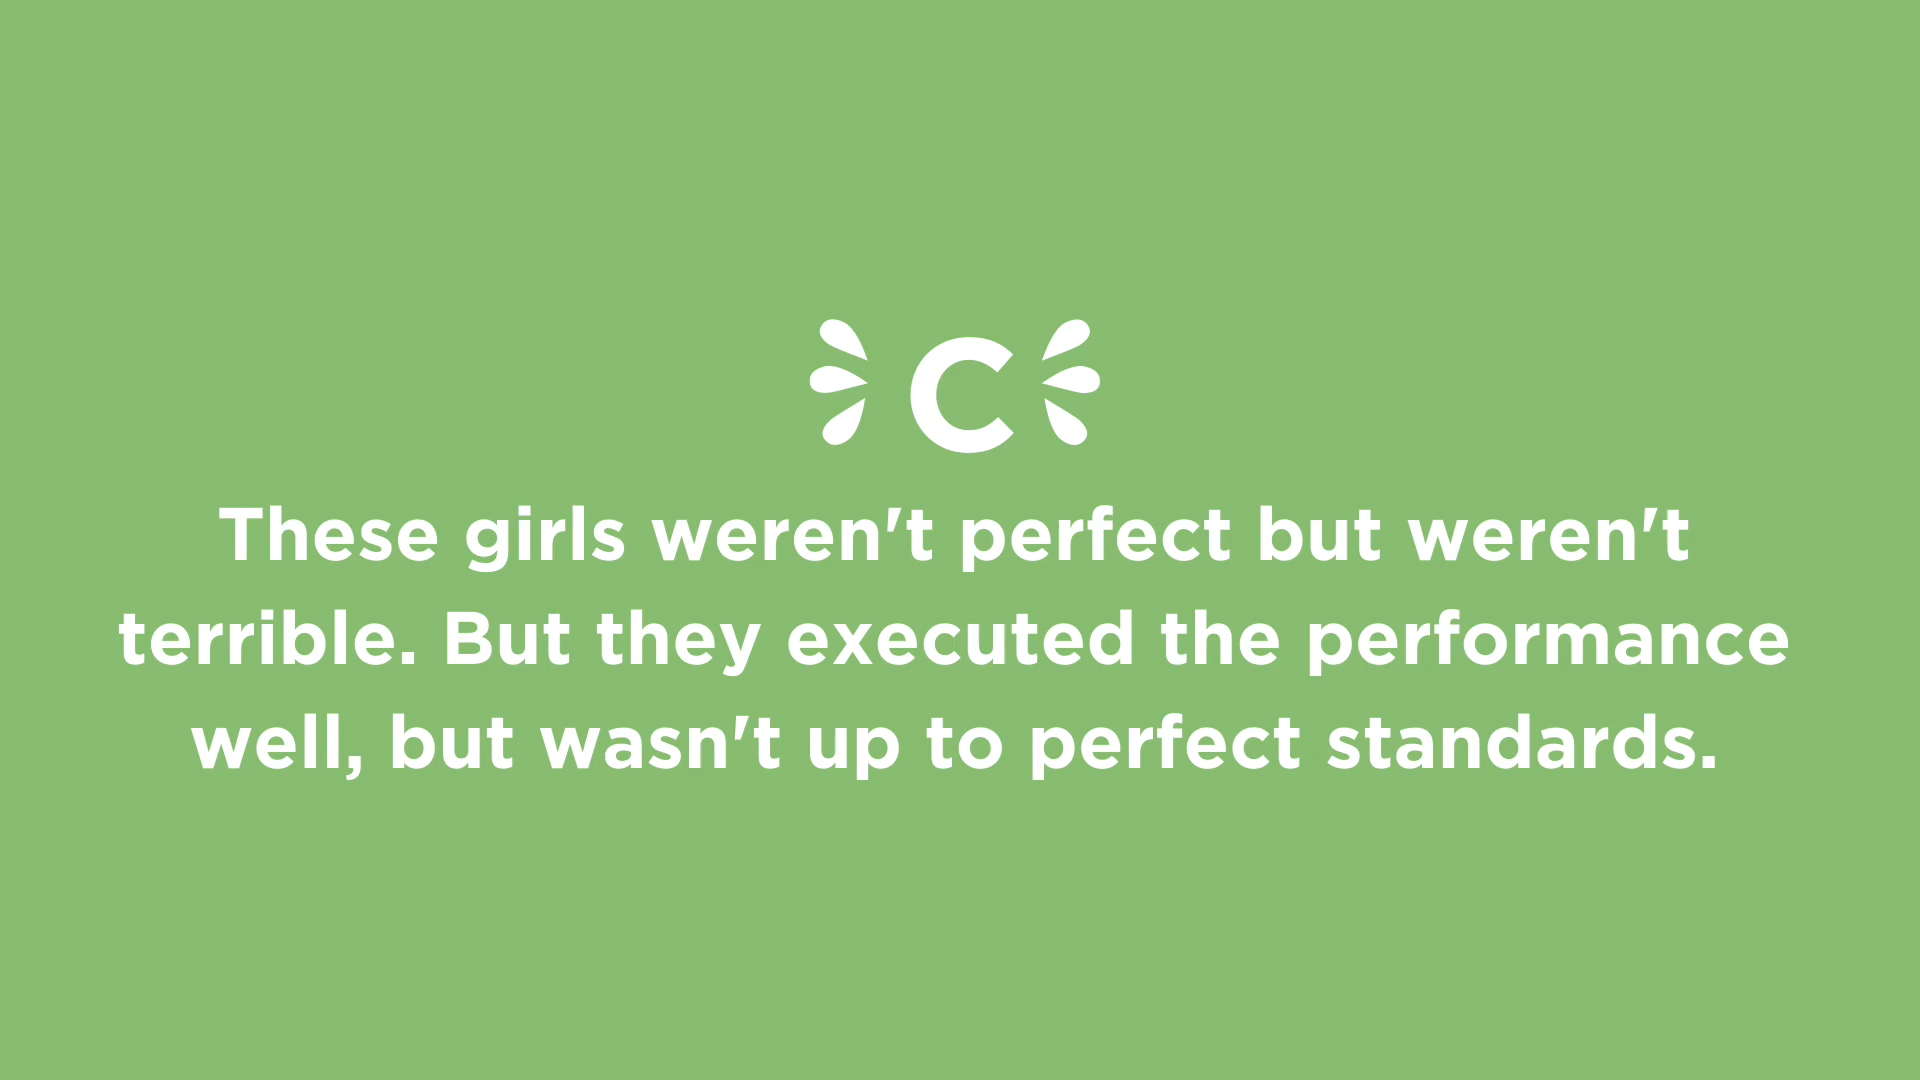 C
These girls weren't perfect but weren't
terrible. But they executed the performance
well, but wasn't up to perfect standards.